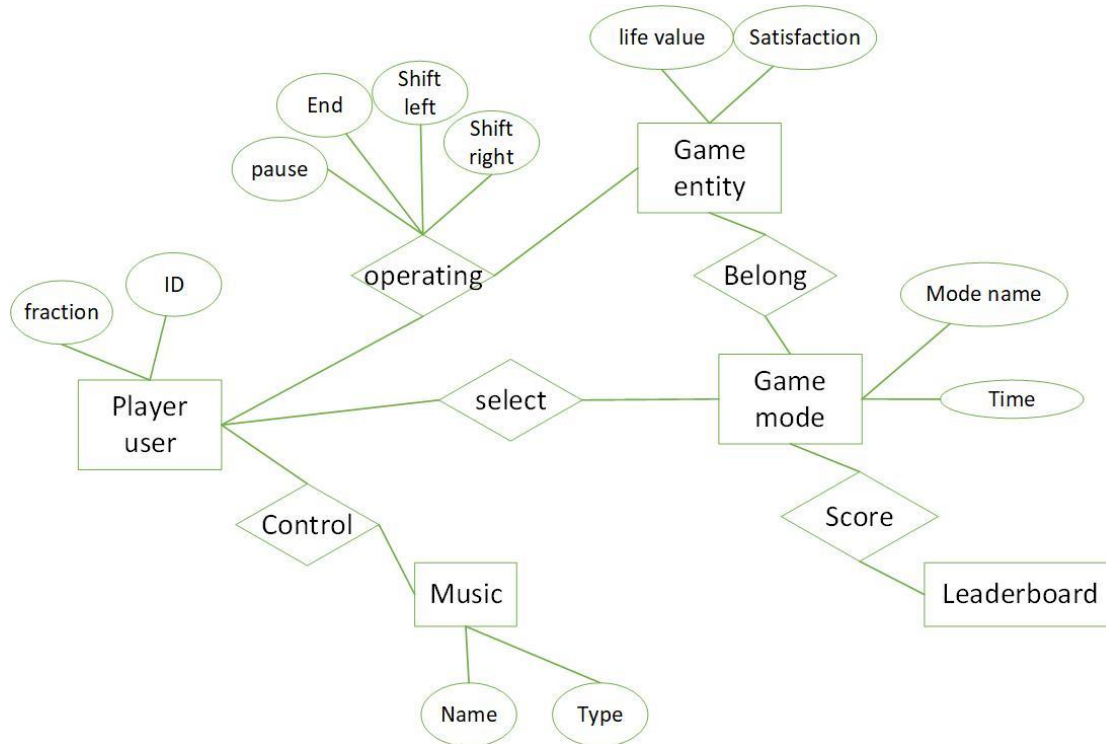 life value
Satisfaction
Shift
left
End
Shift
right
pause
Game
entity
operating
Belong
ID
fraction
Mode name
Player
user
select
Game
mode
Time
Control
Score
Music
Leaderboard
Name
Type